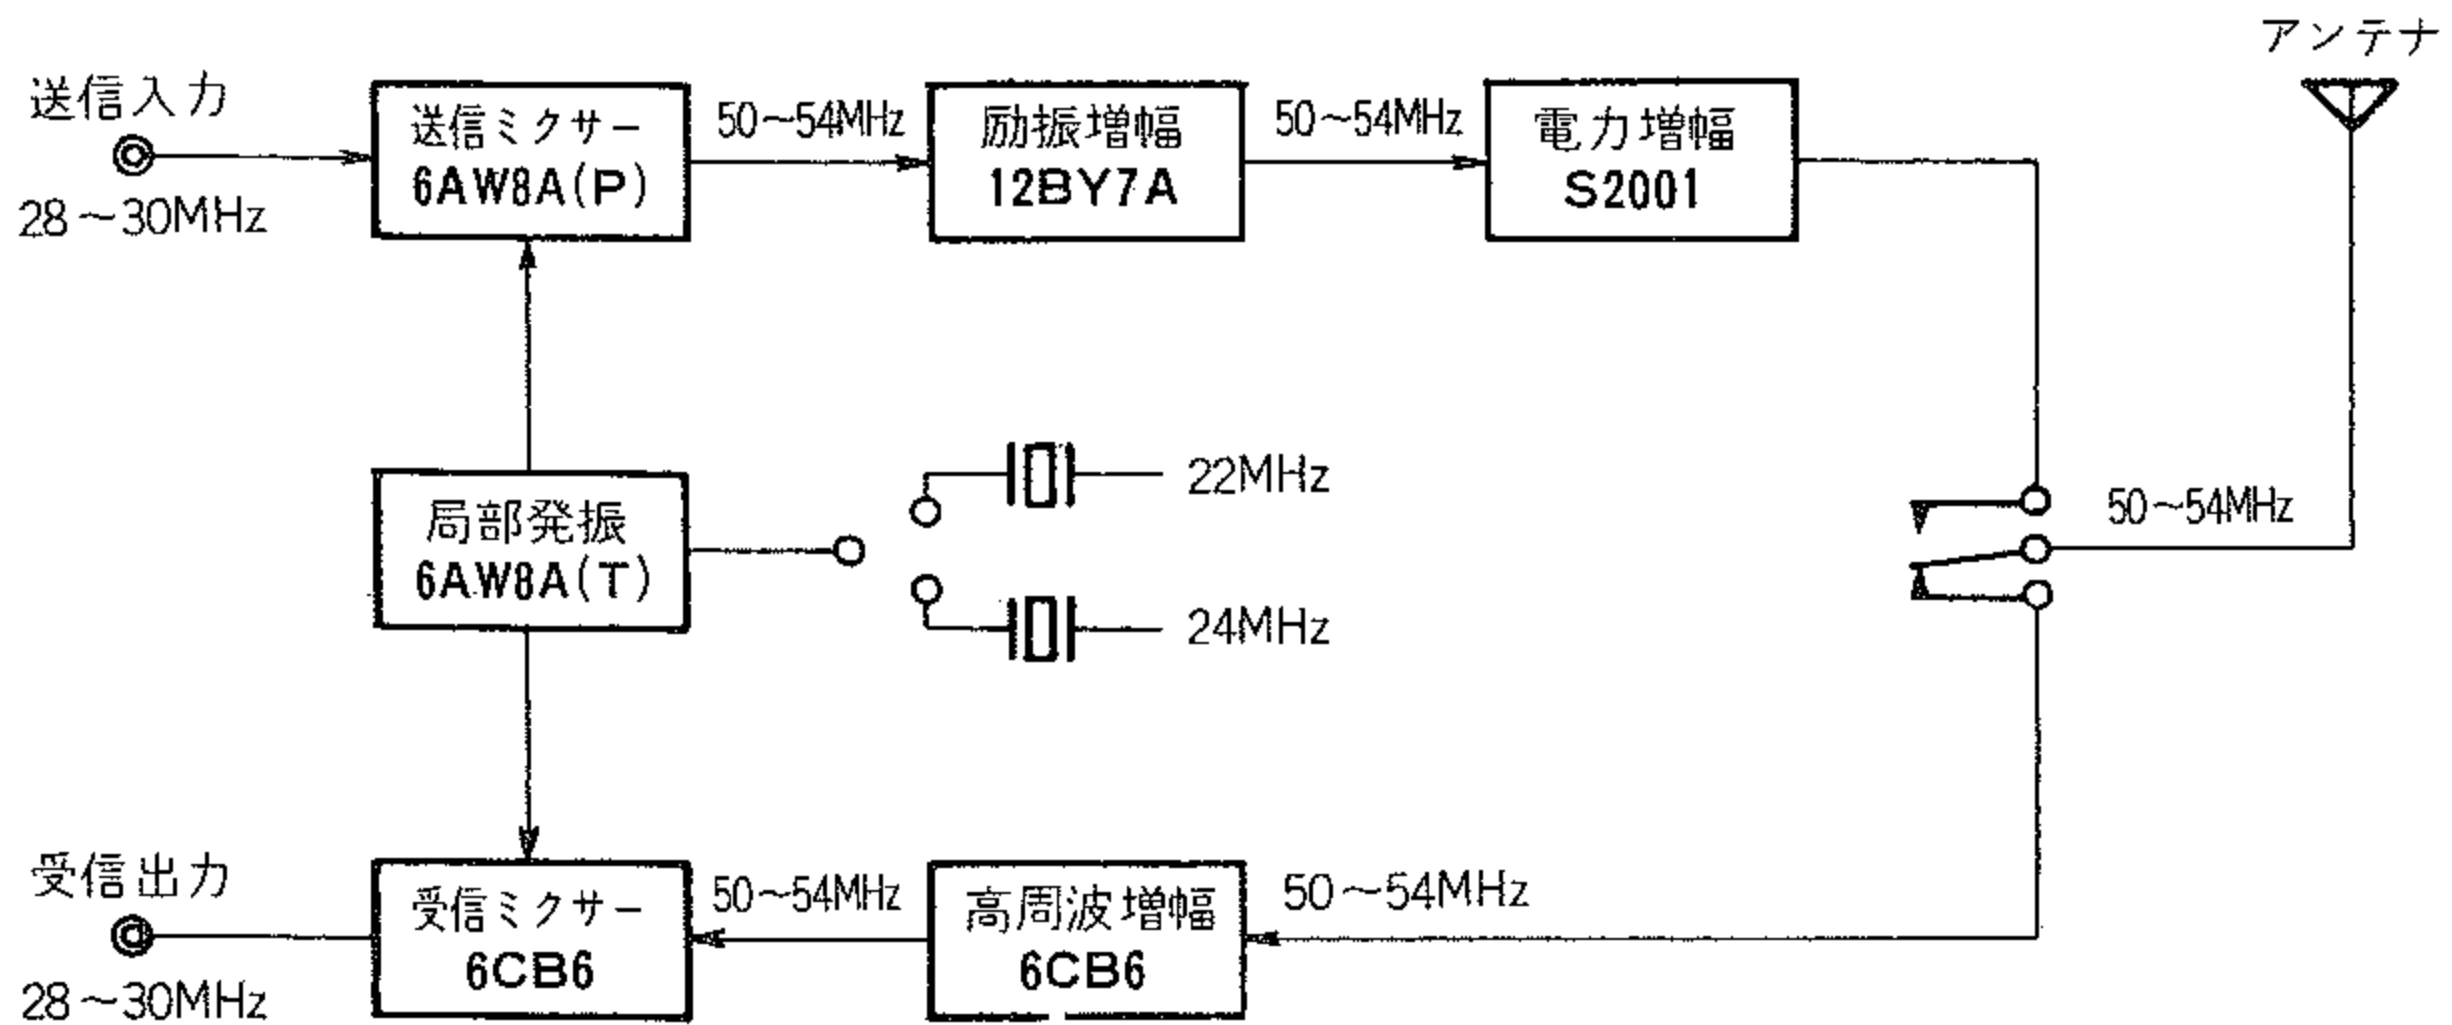 アンテナ
送信入力
28～30MHz
送信ミクサー
6AW8A(P)
50～54MHz
励振増幅
12BY7A
50～54MHz
電力増幅
S2001
局部発振
6AW8A(T)
22MHz
24MHz
50～54MHz
受信出力
28～30MHz
受信ミクサー
6CB6
50～54MHz
高周波増幅
6CB6
50～54MHz